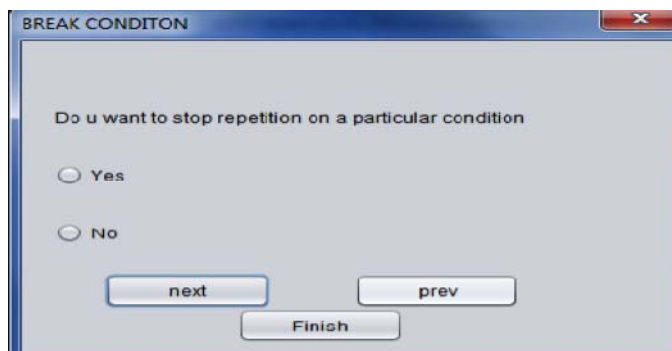 BREAK CONDITON
Do u want to stop repetition on a particular condition
Yes
No
next prev
Finish